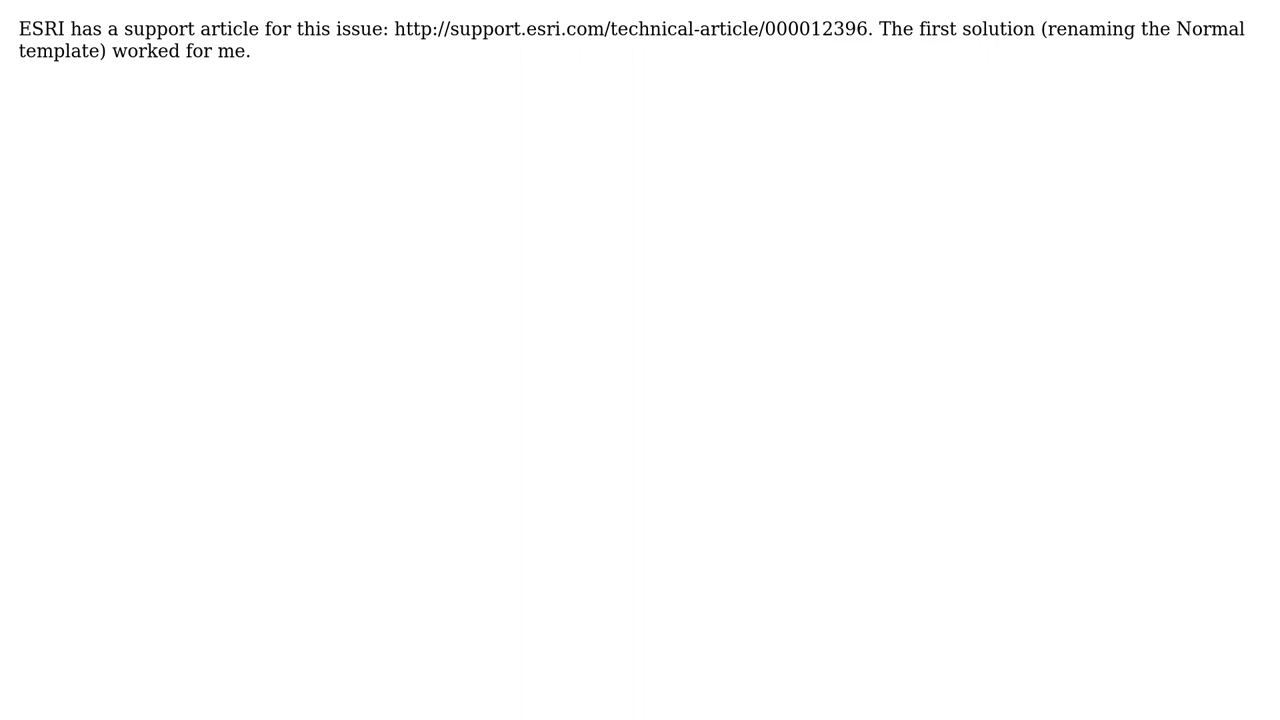 ESRI has a support article for this issue: http://support.esri.com/technical-article/000012396. The first solution (renaming the Normal
template) worked for me.